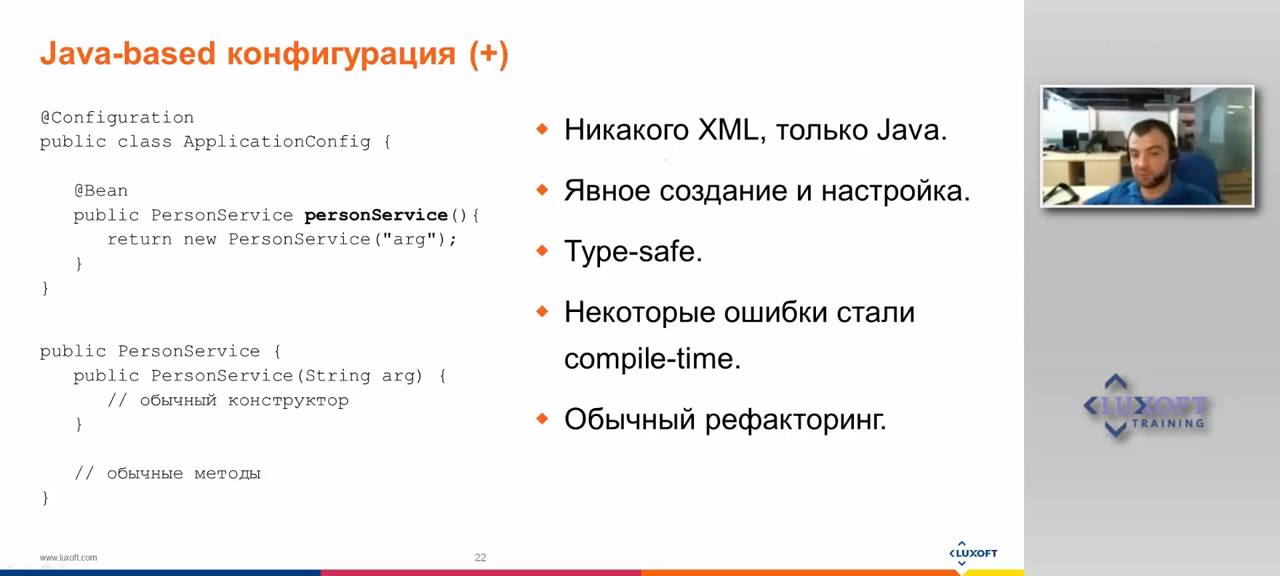 Java-based конфигурация (+)
@Configuration
public class ApplicationConfig {
@Bean
public PersonService personService(){
return new PersonService("arg");
}
}
public PersonService {
public PersonService(String arg) {
// обычный конструктор
}
// обычные методы
}
Никакого XML, только Java.
Явное создание и настройка.
Type-safe.
Некоторые ошибки стали
compile-time.
Обычный рефакторинг.
www.luxoft.com
22
LUXOFT
LUXOFT
TRAINING